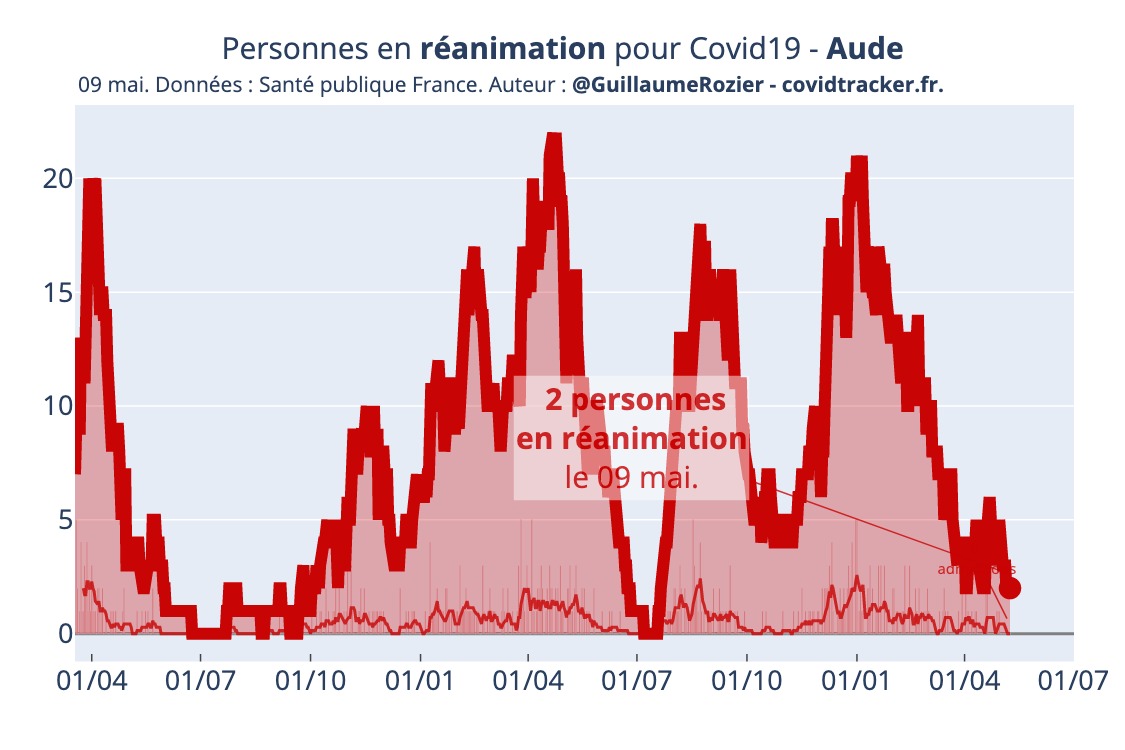 Personnes en réanimation pour Covid19 - Aude
09 mai. Données : Santé publique France. Auteur : @GuillaumeRozier - covidtracker.fr.
20
15
10
5
0
2 personnes
en réanimation
le 09 mai.
01/04 01/07 01/10 01/01 01/04 01/07 01/10 01/01 01/04 01/07